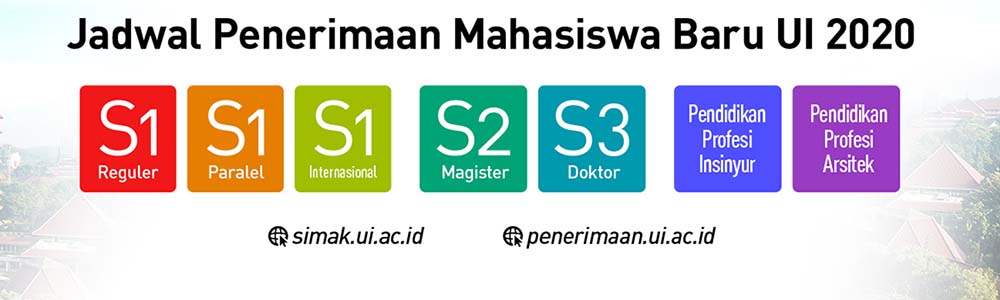 Jadwal Penerimaan Mahasiswa Baru UI 2020
S1
Reguler
S1
Paralel
S1
Internasional
S2
Magister
S3
Doktor
Pendidikan
Profesi
Insinyur
Pendidikan
Profesi
Arsitek
simak.ui.ac.id
penerimaan.ui.ac.id